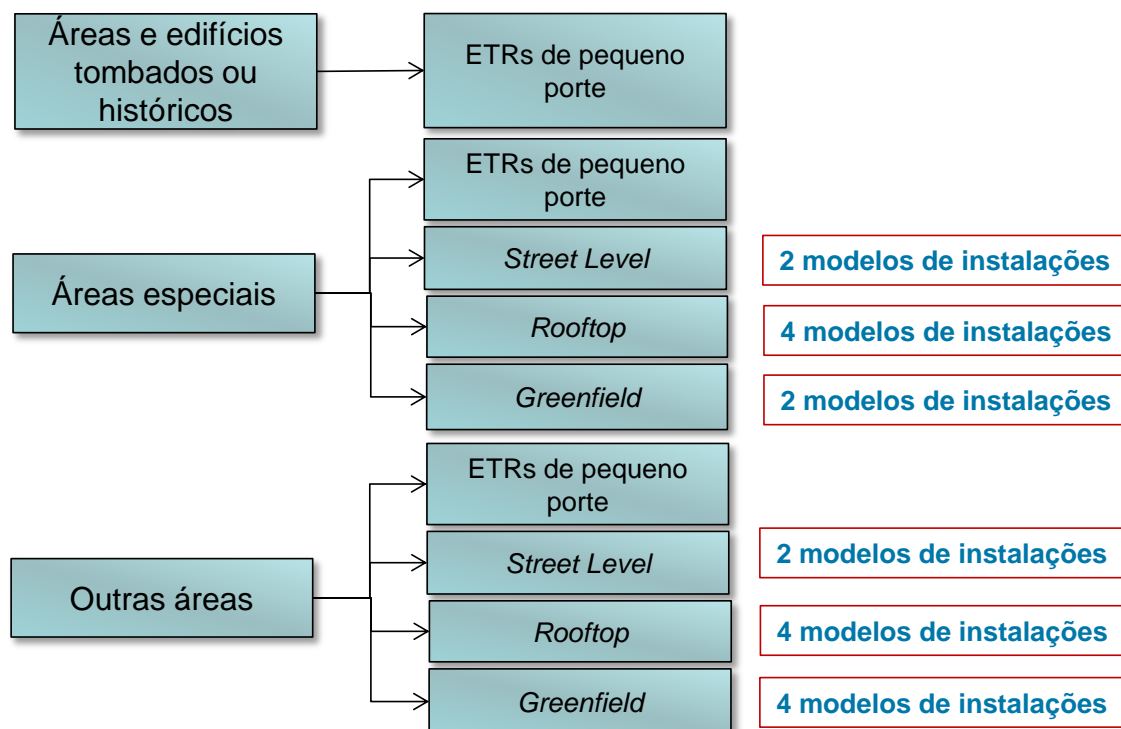 Áreas e edifícios
tombados ou
históricos
ETRs de pequeno
porte
Áreas especiais
ETRs de pequeno
porte
Street Level
2 modelos de instalações
Rooftop
4 modelos de instalações
Greenfield
2 modelos de instalações
Outras áreas
ETRs de pequeno
porte
Street Level
2 modelos de instalações
Rooftop
4 modelos de instalações
Greenfield
4 modelos de instalações